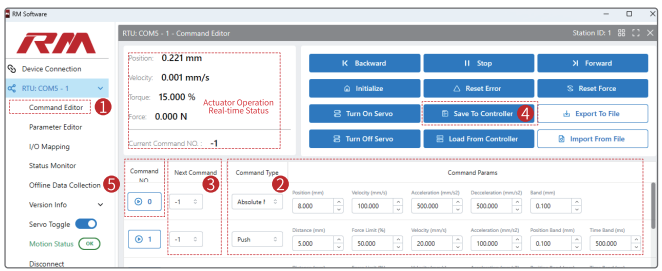 RM Software
RTU: COM5 - 1 - Command Editor
Station ID: 1
RM
Device Connection
RTU: COM5 - 1
Command Editor
1
Parameter Editor
I/O Mapping
Status Monitor
Offline Data Collection
Version Info
Servo Toggle
Motion Status
OK
Disconnect
Position: 0.221 mm
Velocity: 0.001 mm/s
Torque: 15.000 %
Force: 0.000 N
Actuator Operation
Real-time Status
Current Command NO. : -1
Backward
Stop
Forward
Initialize
Reset Error
Reset Force
Turn On Servo
Save To Controller
4
Export To File
Turn Off Servo
Load From Controller
Import From File
5
Command
NO.
Next Command
3
Command Type
2
Command Params
0
-1
Absolute M
Position (mm)
8.000
Velocity (mm/s)
100.000
Acceleration (mm/s2)
500.000
Deceleration (mm/s2)
500.000
Band (mm)
0.100
1
-1
Push
Distance (mm)
5.000
Force Limit (%)
50.000
Velocity (mm/s)
20.000
Acceleration (mm/s2)
100.000
Position Band (mm)
0.100
Time Band (ms)
500.000